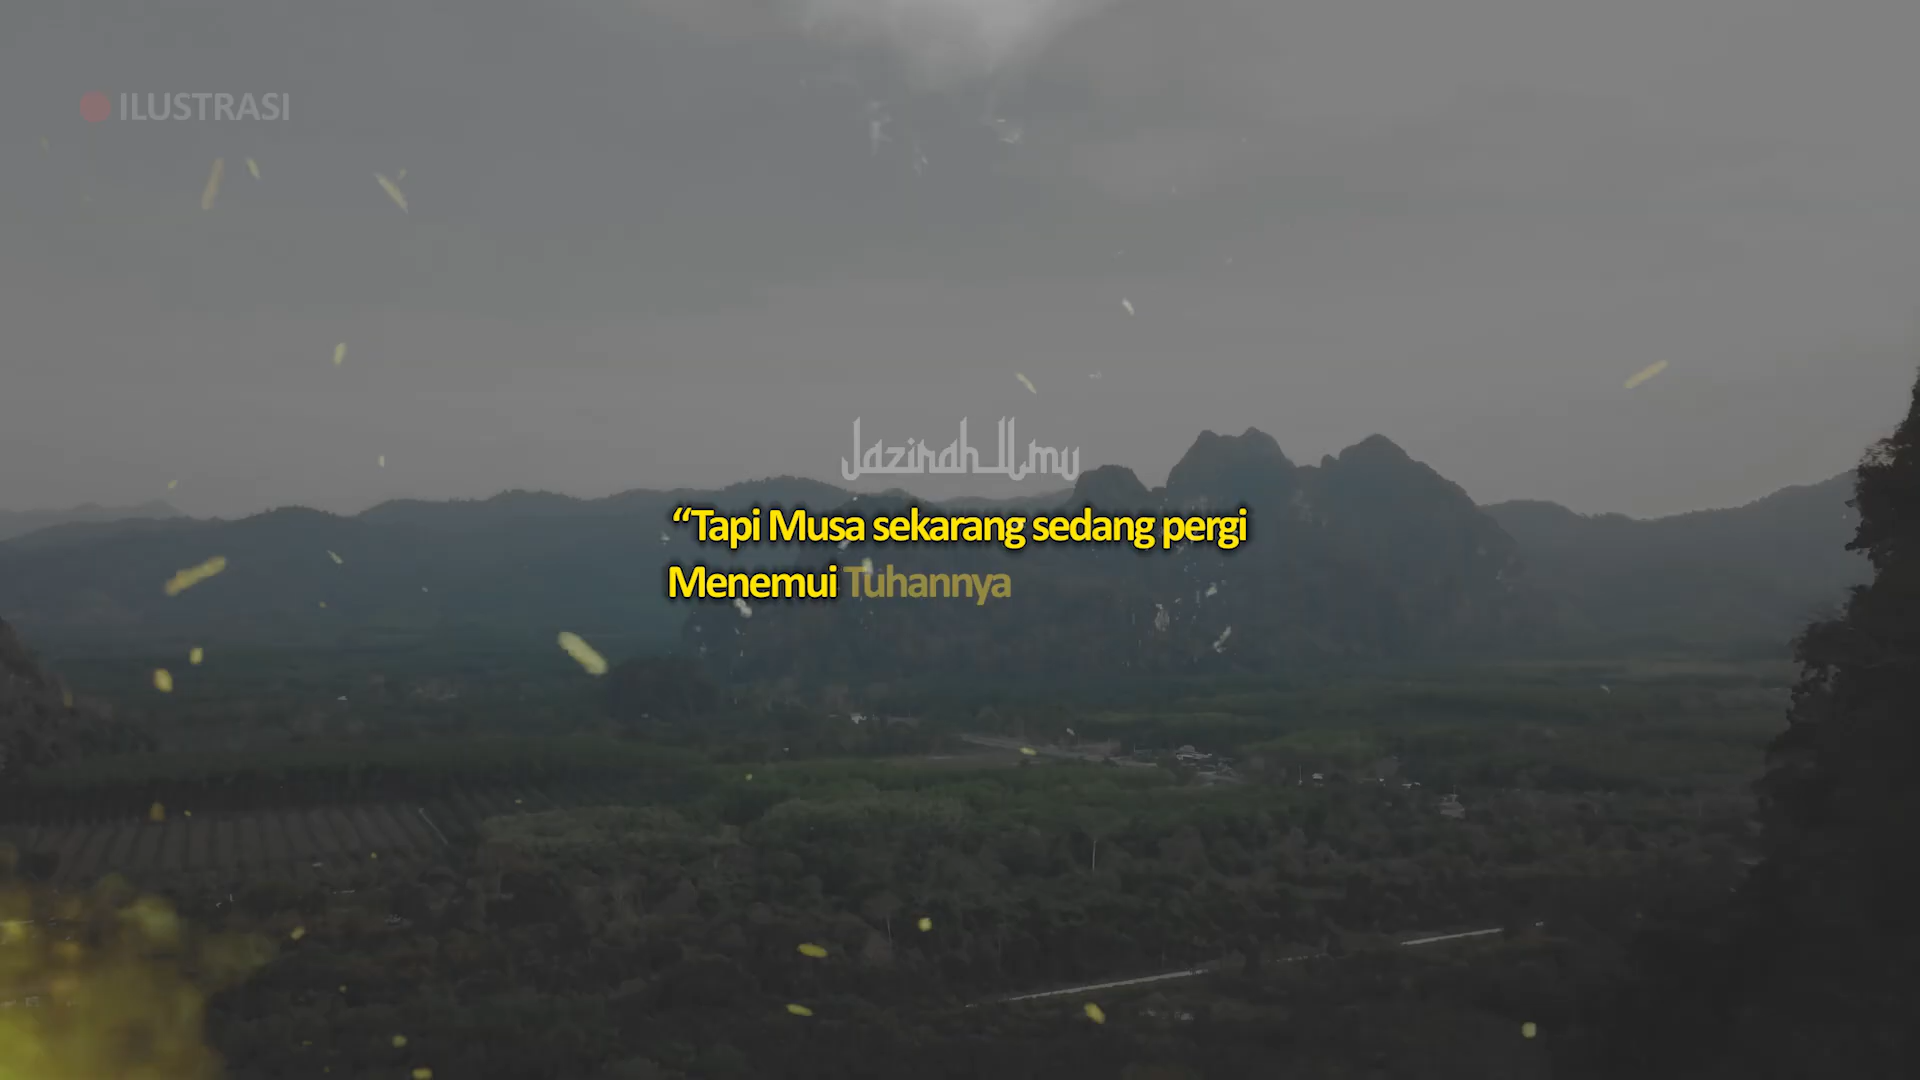 ILUSTRASI
Jazirah Ilmu
“Tapi Musa sekarang sedang pergi
Menemui Tuhannya